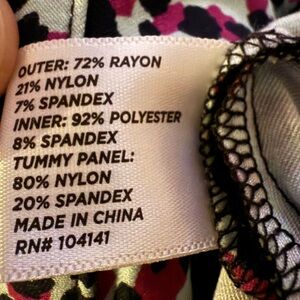 OUTER: 72% RAYON
21% NYLON
7% SPANDEX
INNER: 92% POLYESTER
8% SPANDEX
TUMMY PANEL:
80% NYLON
20% SPANDEX
MADE IN CHINA
RN# 104141